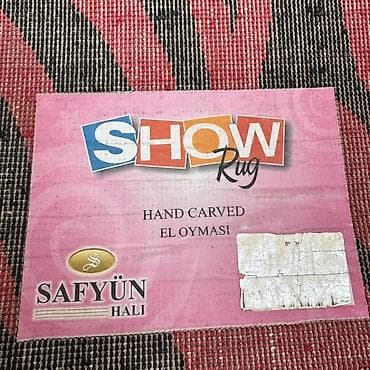 SHOW
Rug
HAND CARVED
EL OYMASI
SAFYÜN
HALI